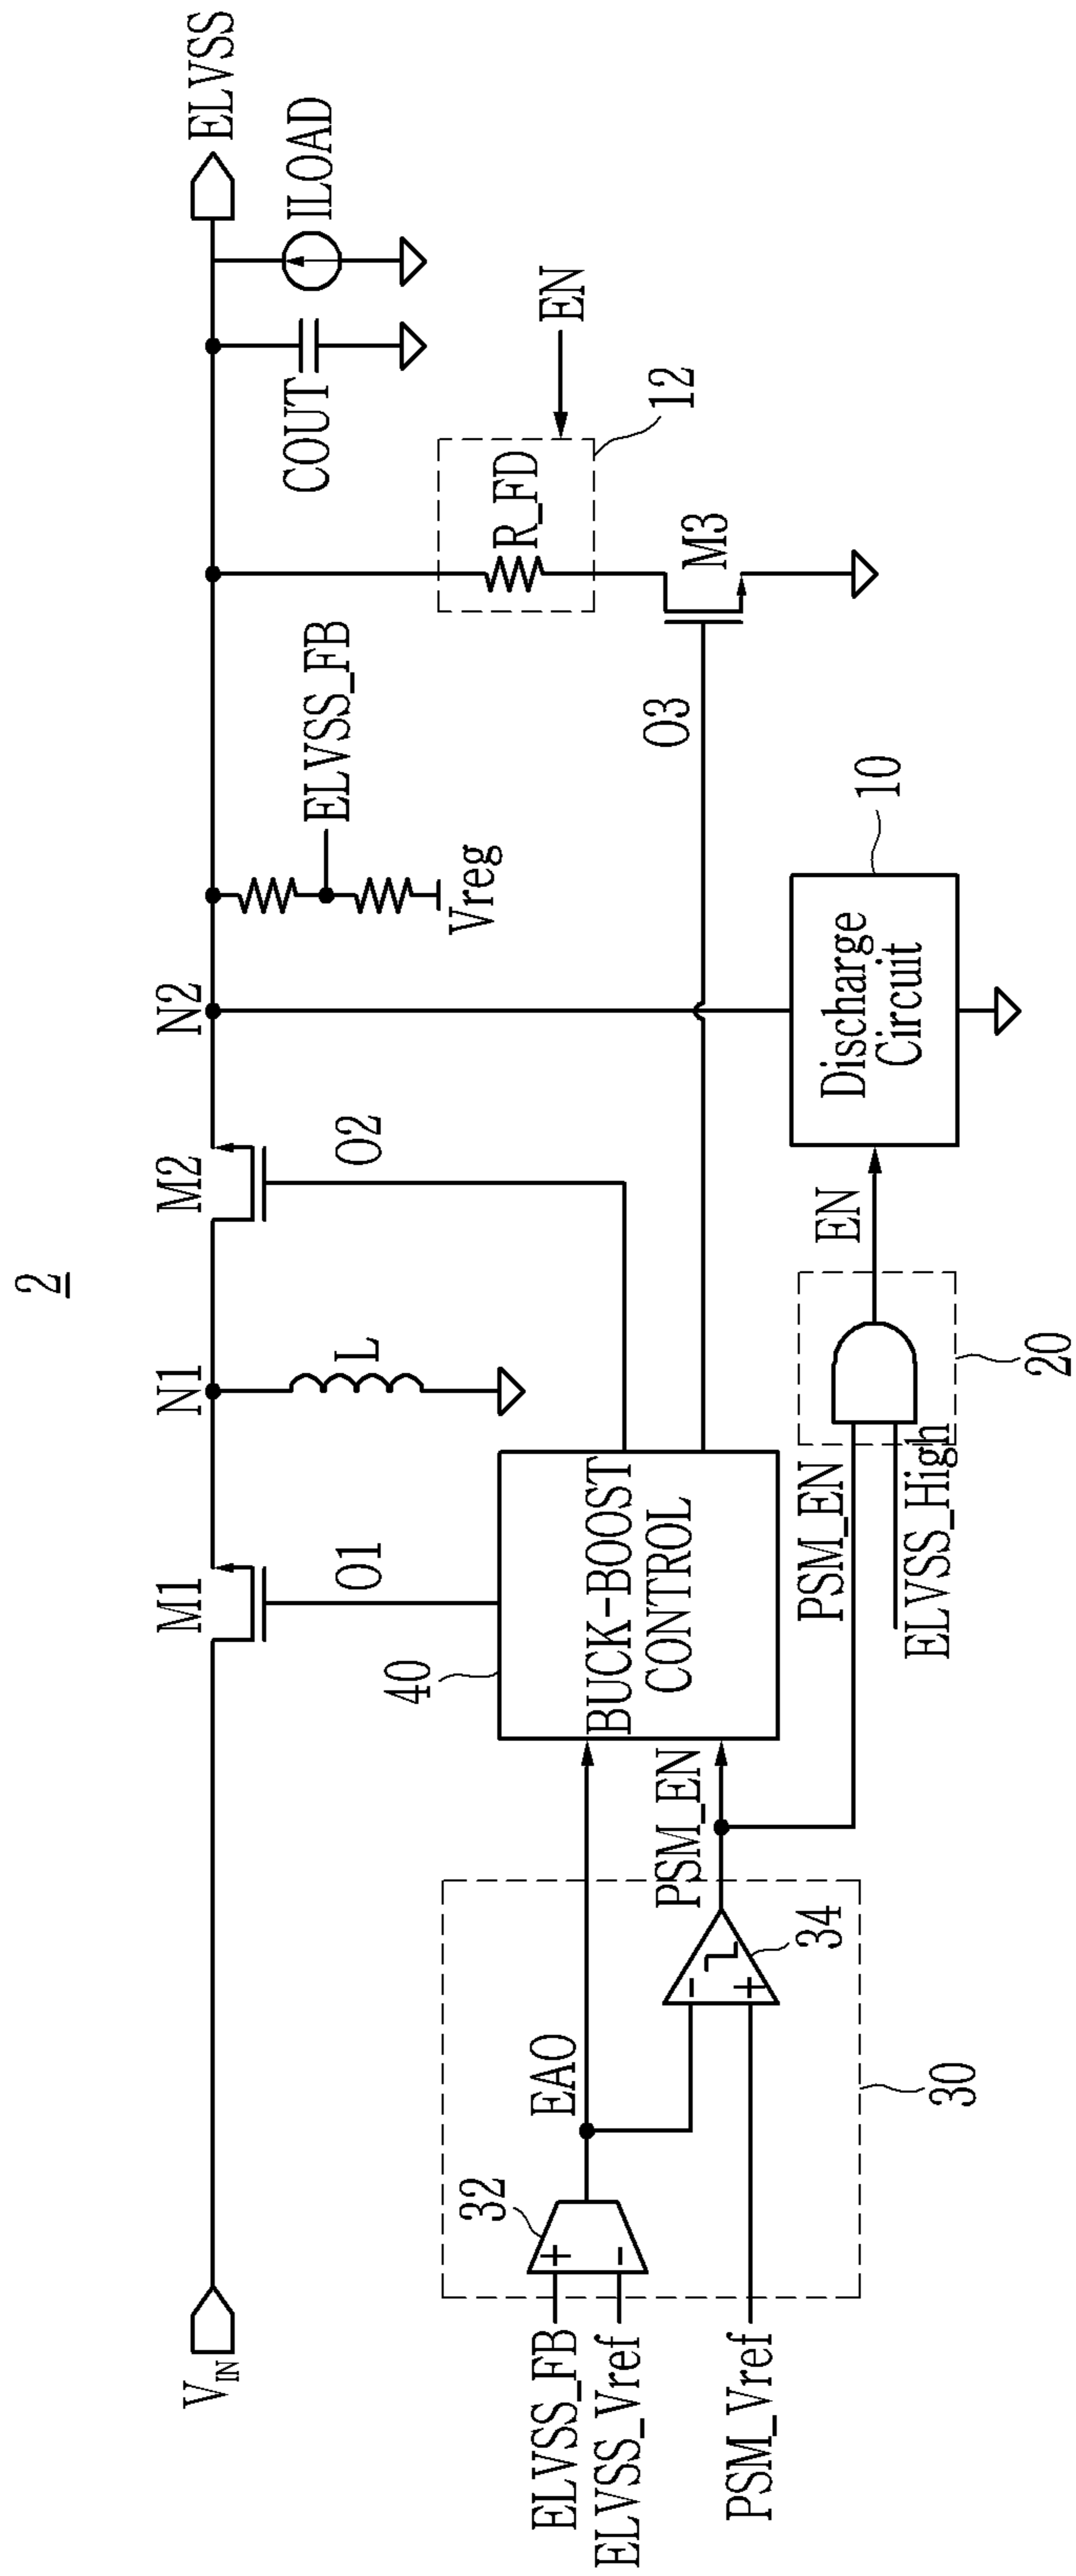 2
V_IN
M1
N1
M2
N2
ELVSS
O1
L
O2
ELVSS_FB
Vreg
COUT
ILOAD
R_FD
EN
12
M3
O3
40
BUCK-BOOST
CONTROL
32
ELVSS_FB
ELVSS_Vref
+
-
EAO
PSM_Vref
-
+
34
30
PSM_EN
PSM_EN
ELVSS_High
20
EN
Discharge
Circuit
10